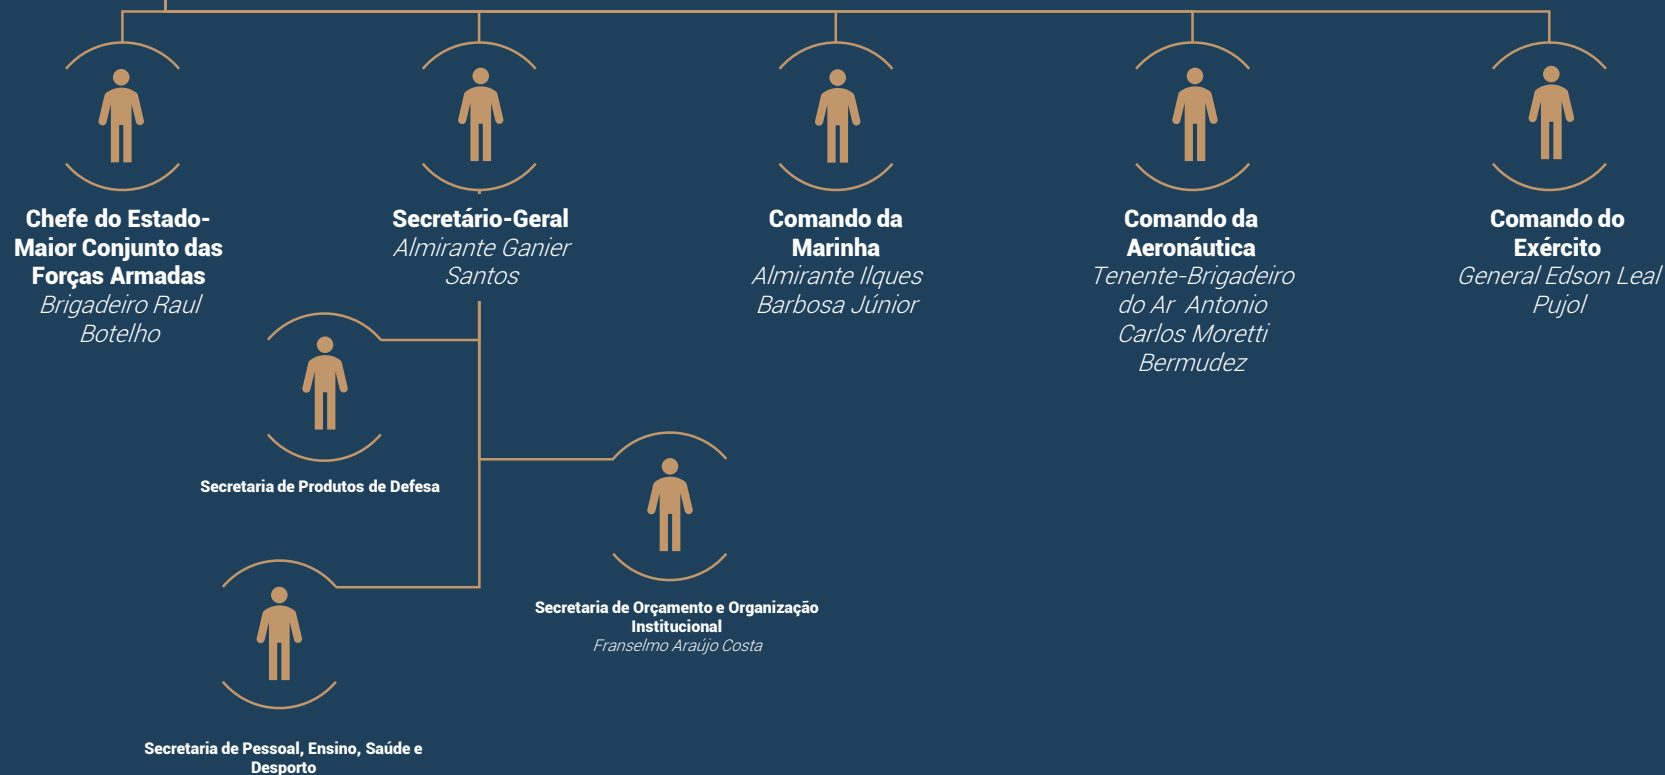 Chefe do Estado-
Maior Conjunto das
Forças Armadas
Brigadeiro Raul
Botelho
Secretário-Geral
Almirante Ganier
Santos
Comando da
Marinha
Almirante Ilques
Barbosa Júnior
Comando da
Aeronáutica
Tenente-Brigadeiro
do Ar Antonio
Carlos Moretti
Bermudez
Comando do
Exército
General Edson Leal
Pujol
Secretaria de Produtos de Defesa
Secretaria de Orçamento e Organização
Institucional
Franselmo Araújo Costa
Secretaria de Pessoal, Ensino, Saúde e
Desporto